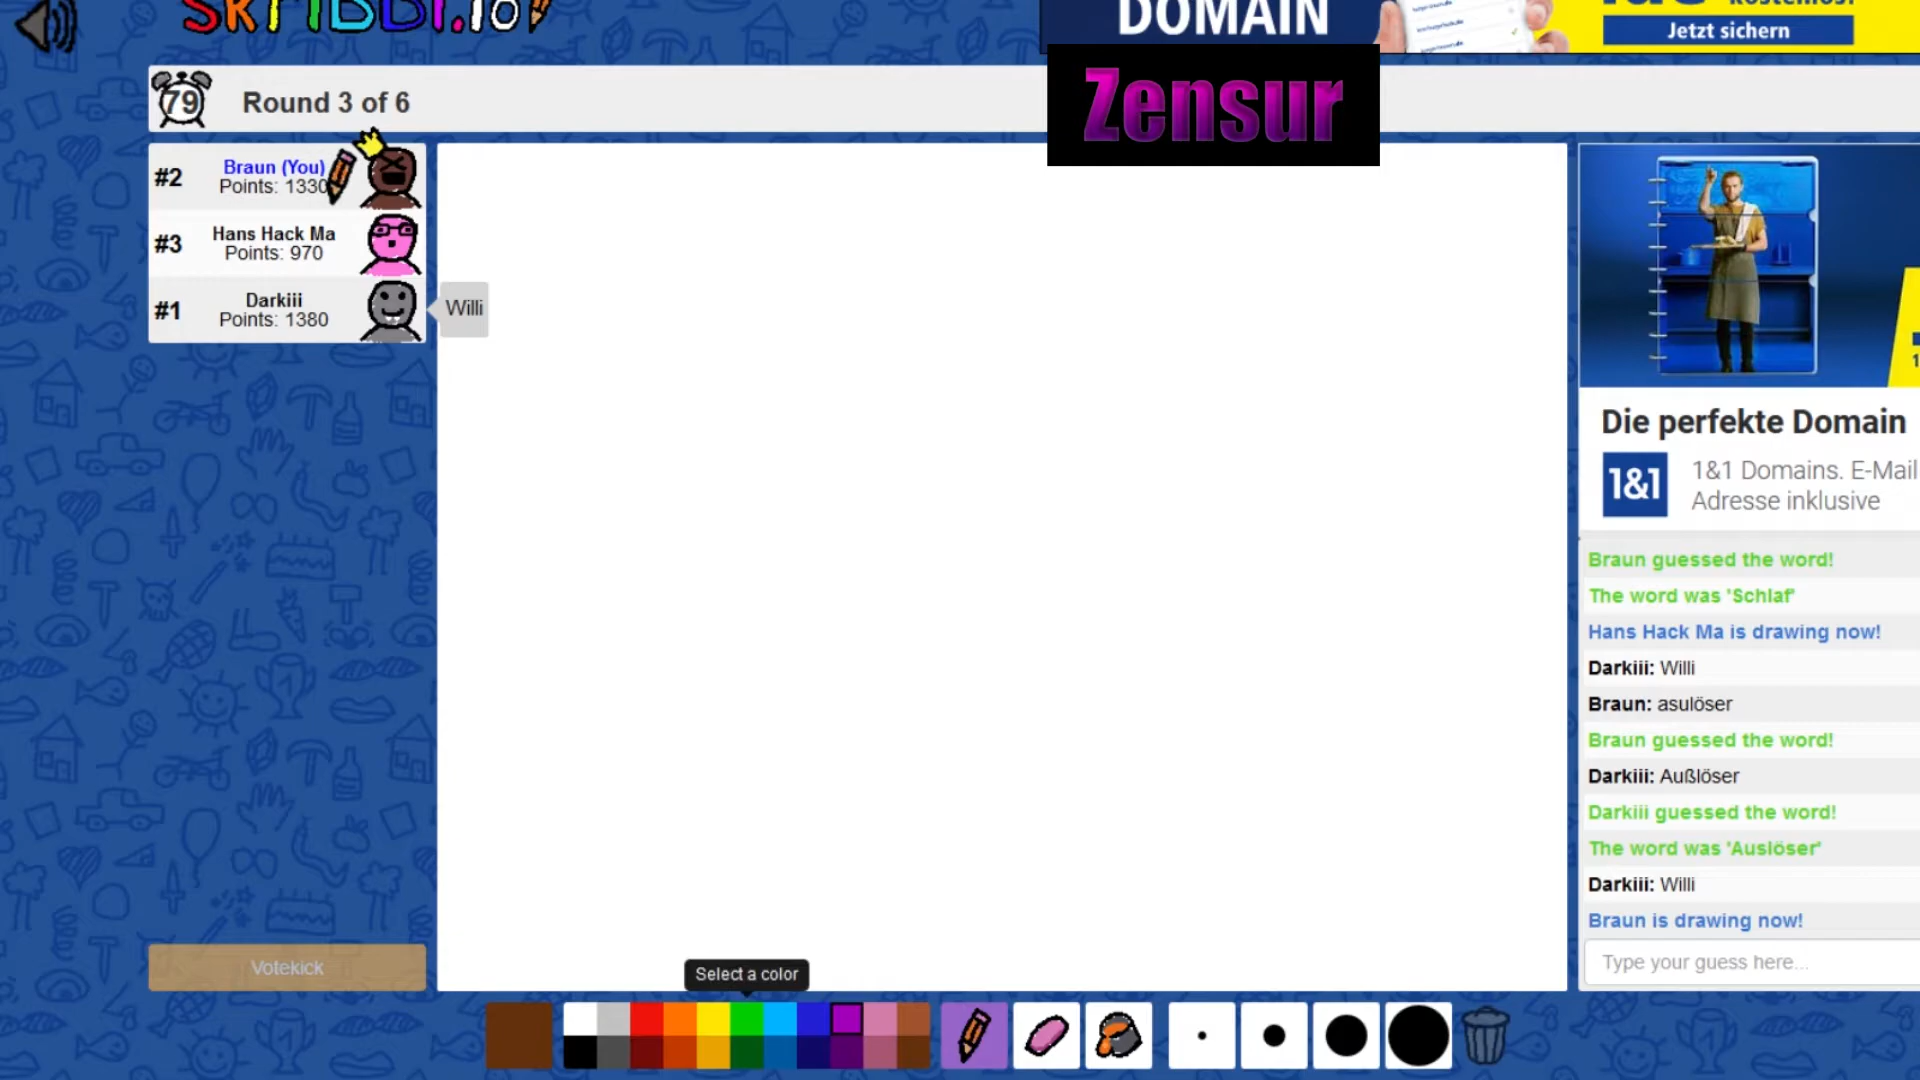 skribbl.io
DOMAIN
kostenlos!
Jetzt sichern
79
Round 3 of 6
Zensur
#2
Braun (You)
Points: 1330
#3
Hans Hack Ma
Points: 970
#1
Darkiii
Points: 1380
Willi
Die perfekte Domain
1&1
1&1 Domains. E-Mail
Adresse inklusive
Braun guessed the word!
The word was 'Schlaf'
Hans Hack Ma is drawing now!
Darkiii: Willi
Braun: asulöser
Braun guessed the word!
Darkiii: Außlöser
Darkiii guessed the word!
The word was 'Auslöser'
Darkiii: Willi
Braun is drawing now!
Type your guess here...
Votekick
Select a color